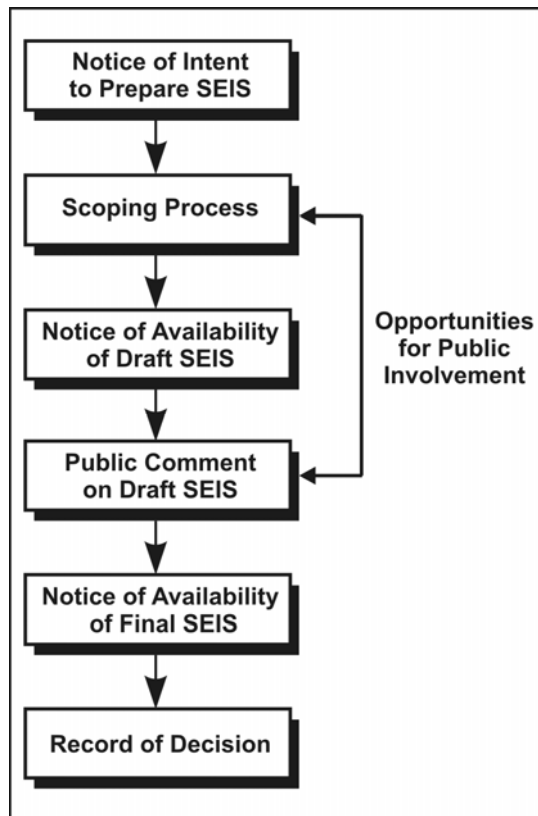 Notice of Intent
to Prepare SEIS
Scoping Process
Notice of Availability
of Draft SEIS
Opportunities
for Public
Involvement
Public Comment
on Draft SEIS
Notice of Availability
of Final SEIS
Record of Decision